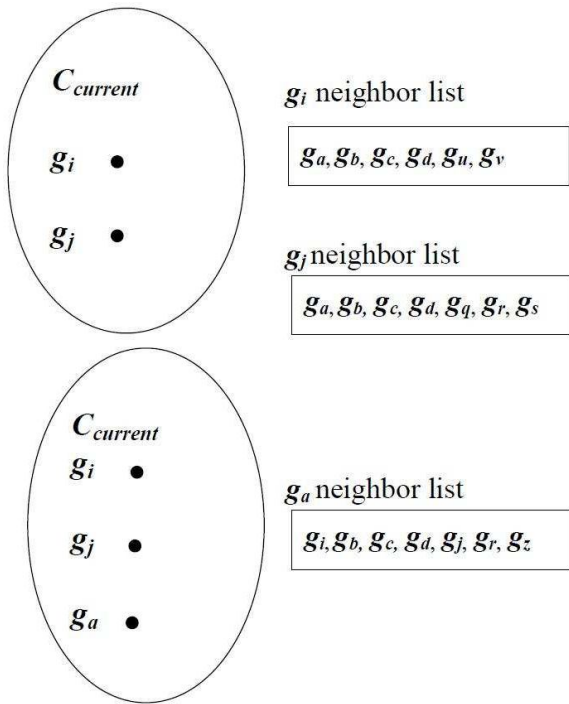 C_current
g_i
g_j
g_i neighbor list
g_a, g_b, g_c, g_d, g_u, g_v
g_j neighbor list
g_a, g_b, g_c, g_d, g_q, g_r, g_s
C_current
g_i
g_j
g_a
g_a neighbor list
g_i, g_b, g_c, g_d, g_j, g_r, g_z